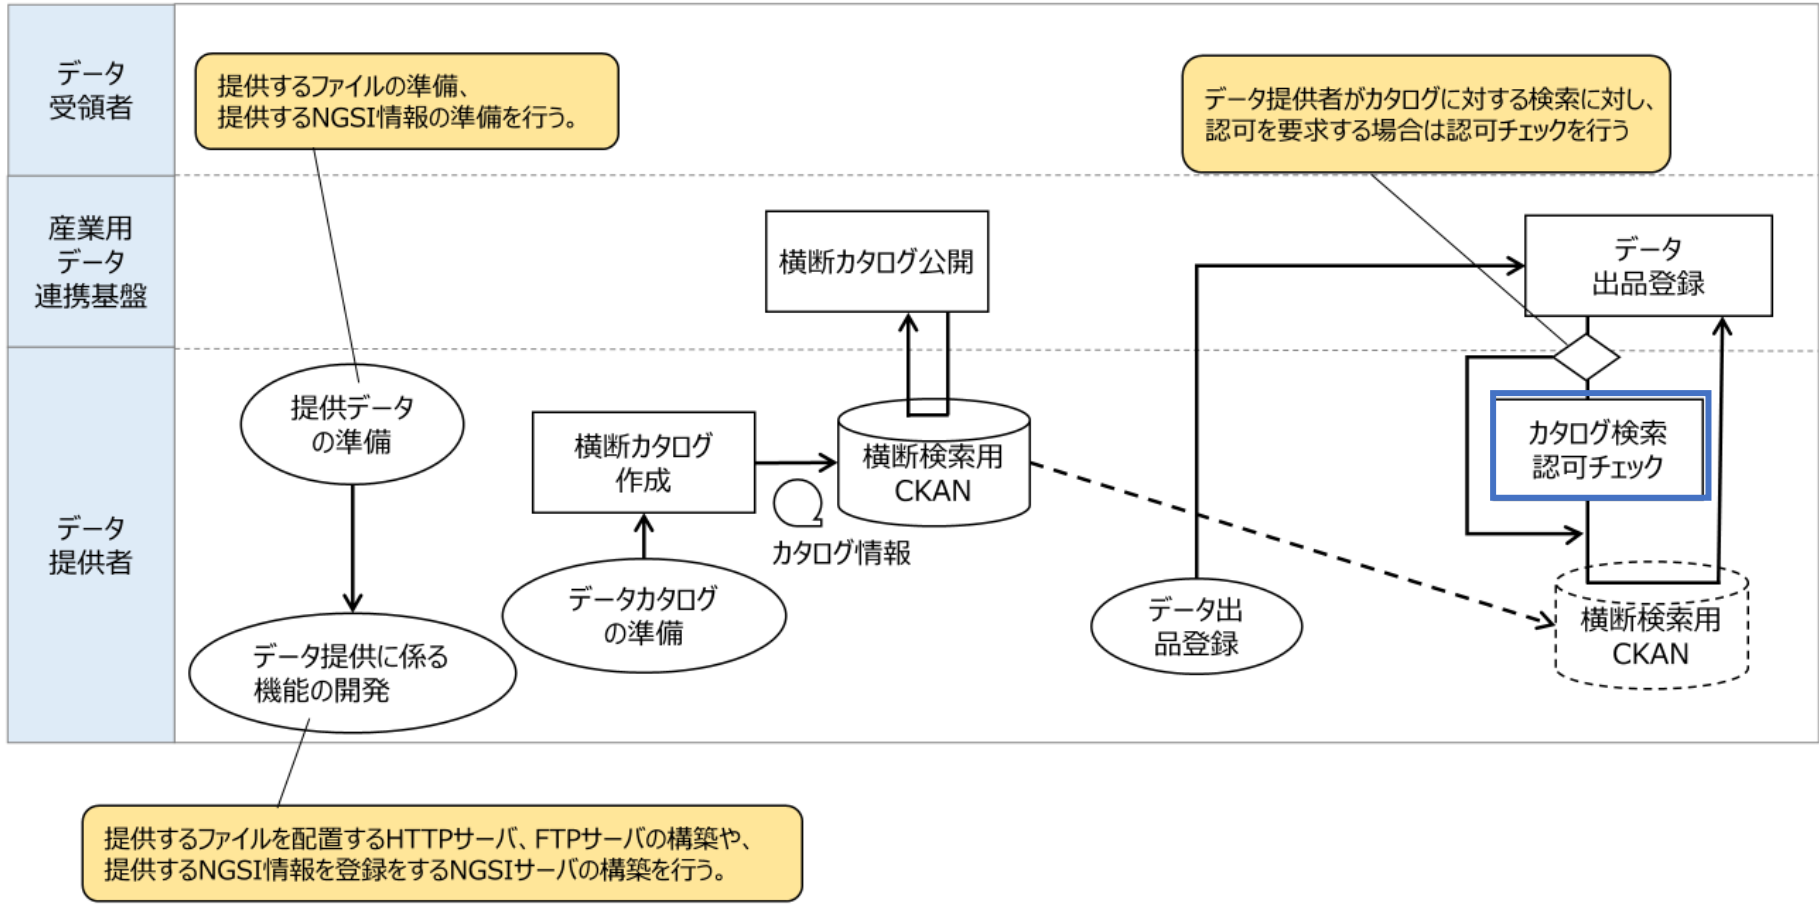 データ
受領者
提供するファイルの準備、
提供するNGSI情報の準備を行う。
データ提供者がカタログに対する検索に対し、
認可を要求する場合は認可チェックを行う
産業用
データ
連携基盤
横断カタログ公開
データ
出品登録
データ
提供者
提供データ
の準備
データ提供に係る
機能の開発
横断カタログ
作成
データカタログ
の準備
カタログ情報
横断検索用
CKAN
データ出
品登録
カタログ検索
認可チェック
横断検索用
CKAN
提供するファイルを配置するHTTPサーバ、FTPサーバの構築や、
提供するNGSI情報を登録をするNGSIサーバの構築を行う。